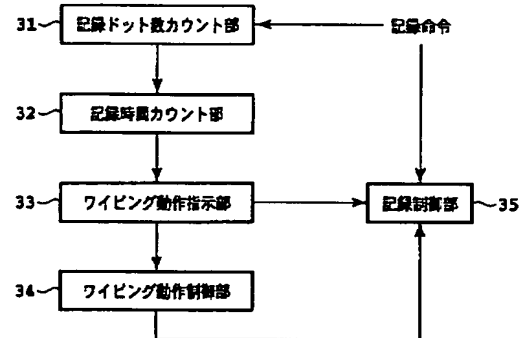 31 記録ドット数カウント部 記録命令
32 記録時間カウント部
33 ワイピング動作指示部 記録制御部 35
34 ワイピング動作制御部